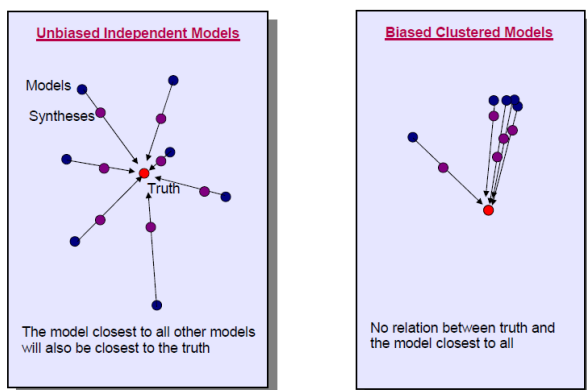 Unbiased Independent Models
Models
Syntheses
Truth
The model closest to all other models
will also be closest to the truth
Biased Clustered Models
No relation between truth and
the model closest to all